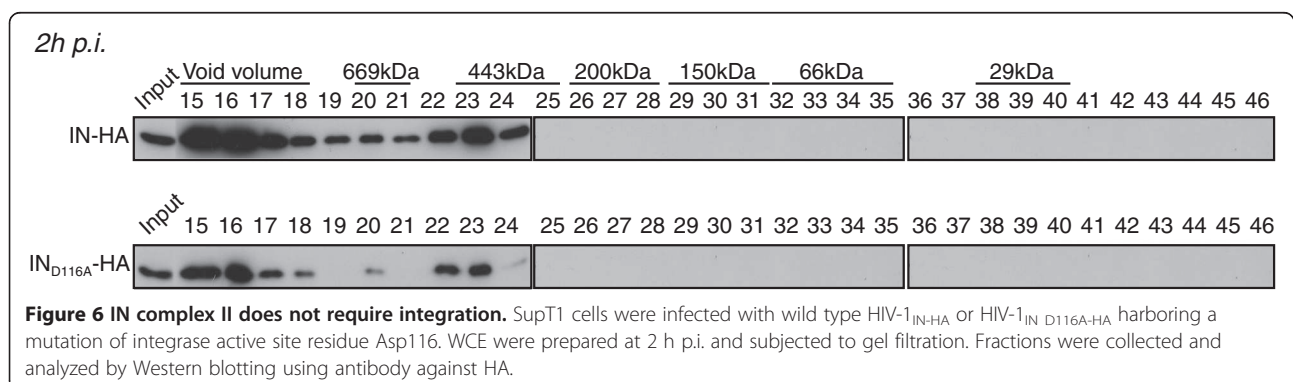 2h p.i.
Void volume 669kDa 443kDa 200kDa 150kDa 66kDa 29kDa
Input 15 16 17 18 19 20 21 22 23 24 25 26 27 28 29 30 31 32 33 34 35 36 37 38 39 40 41 42 43 44 45 46
IN-HA
Input 15 16 17 18 19 20 21 22 23 24 25 26 27 28 29 30 31 32 33 34 35 36 37 38 39 40 41 42 43 44 45 46
IND116A-HA
Figure 6 IN complex II does not require integration. SupT1 cells were infected with wild type HIV-1IN-HA or HIV-1IN D116A-HA harboring a
mutation of integrase active site residue Asp116. WCE were prepared at 2 h p.i. and subjected to gel filtration. Fractions were collected and
analyzed by Western blotting using antibody against HA.